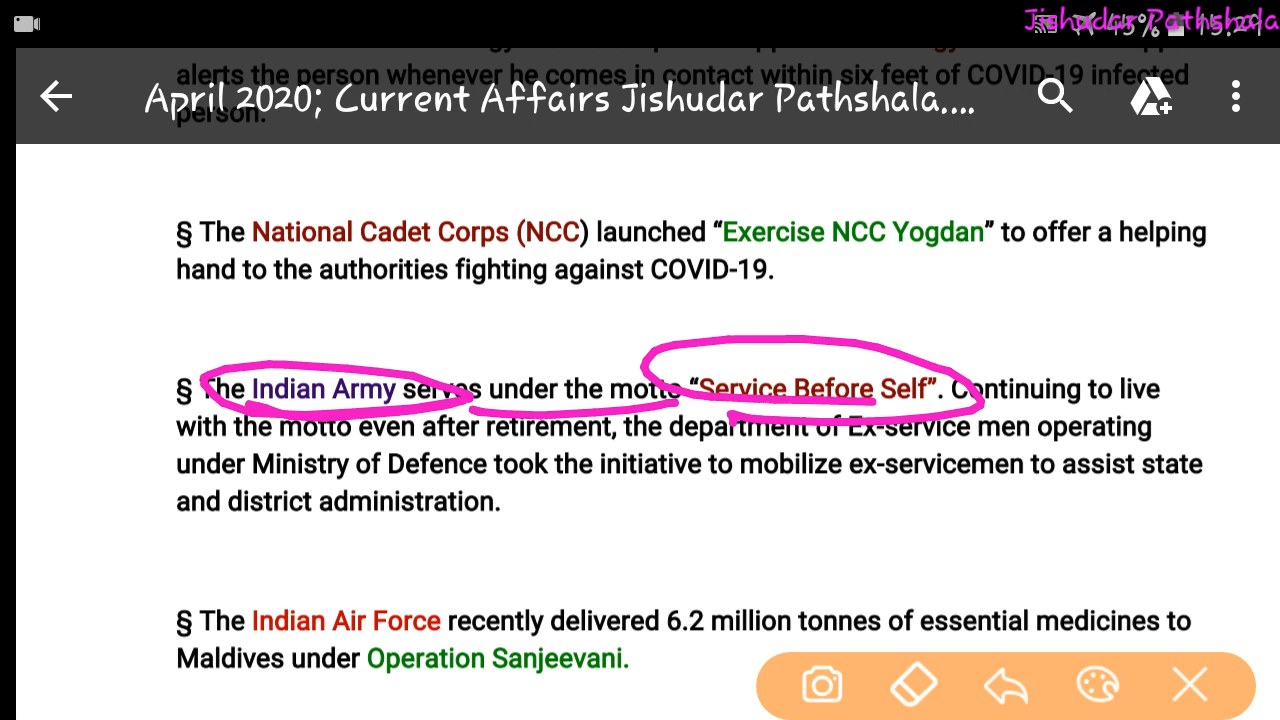 Jishudar Pathshala
45% 15:29
alerts the person whenever he comes in contact within six feet of COVID-19 infected
April 2020; Current Affairs Jishudar Pathshala....
person.
§ The National Cadet Corps (NCC) launched “Exercise NCC Yogdan” to offer a helping
hand to the authorities fighting against COVID-19.
§ The Indian Army serves under the motto “Service Before Self”. Continuing to live
with the motto even after retirement, the department of Ex-service men operating
under Ministry of Defence took the initiative to mobilize ex-servicemen to assist state
and district administration.
§ The Indian Air Force recently delivered 6.2 million tonnes of essential medicines to
Maldives under Operation Sanjeevani.